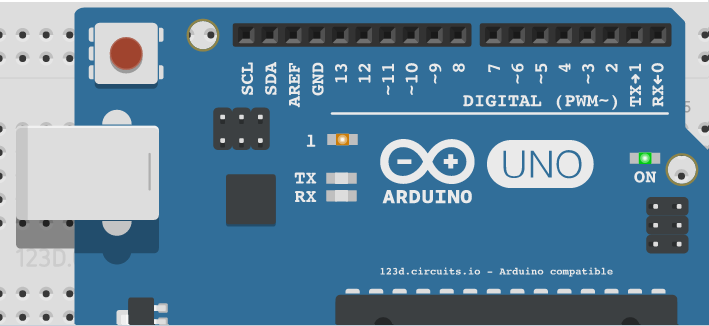 SCL
SDA
AREF
GND
13
12
~11
~10
~9
8
7
~6
~5
4
~3
2
TX→1
RX←0
DIGITAL (PWM~)
5
1
TX
RX
UNO
ARDUINO
ON
123D.
123d.circuits.io - Arduino compatible